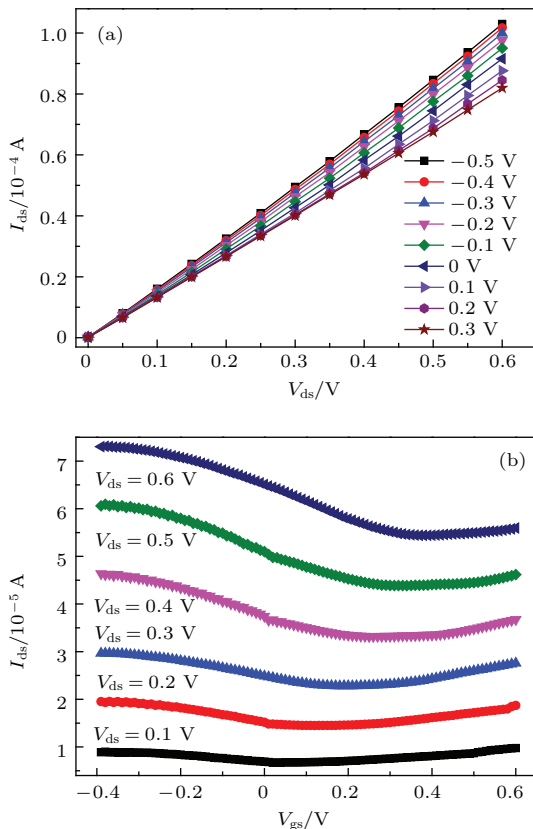 (a)
I_ds/10⁻⁴ A
1.0
0.8
0.6
0.4
0.2
0
−0.5 V
−0.4 V
−0.3 V
−0.2 V
−0.1 V
0 V
0.1 V
0.2 V
0.3 V
0 0.1 0.2 0.3 0.4 0.5 0.6
V_ds/V
(b)
I_ds/10⁻⁵ A
7
6
5
4
3
2
1
V_ds = 0.6 V
V_ds = 0.5 V
V_ds = 0.4 V
V_ds = 0.3 V
V_ds = 0.2 V
V_ds = 0.1 V
−0.4 −0.2 0 0.2 0.4 0.6
V_gs/V